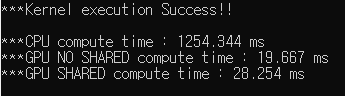 ***Kernel execution Success!!
***CPU compute time : 1254.344 ms
***GPU NO SHARED compute time : 19.667 ms
***GPU SHARED compute time : 28.254 ms